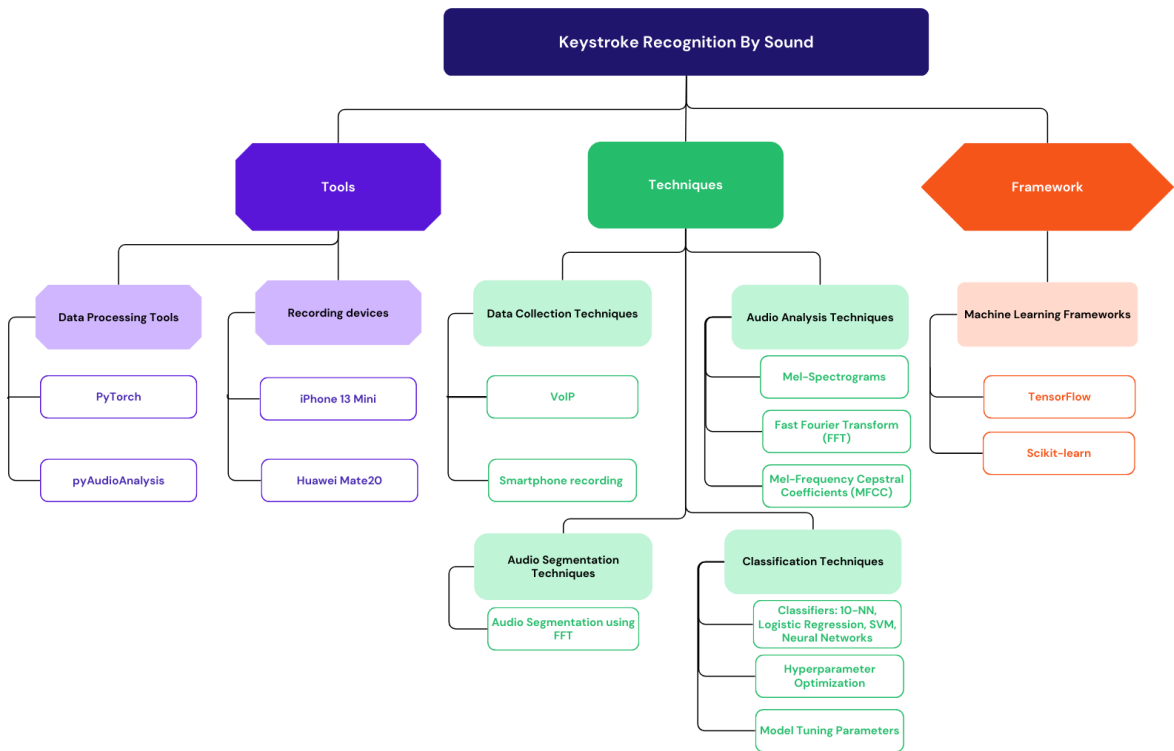 Keystroke Recognition By Sound
Tools
Techniques
Framework
Data Processing Tools
Recording devices
Data Collection Techniques
Audio Analysis Techniques
Machine Learning Frameworks
PyTorch
iPhone 13 Mini
VoIP
Mel-Spectrograms
TensorFlow
Fast Fourier Transform
(FFT)
Scikit-learn
pyAudioAnalysis
Huawei Mate20
Smartphone recording
Mel-Frequency Cepstral
Coefficients (MFCC)
Audio Segmentation
Techniques
Classification Techniques
Audio Segmentation using
FFT
Classifiers: 10-NN,
Logistic Regression, SVM,
Neural Networks
Hyperparameter
Optimization
Model Tuning Parameters